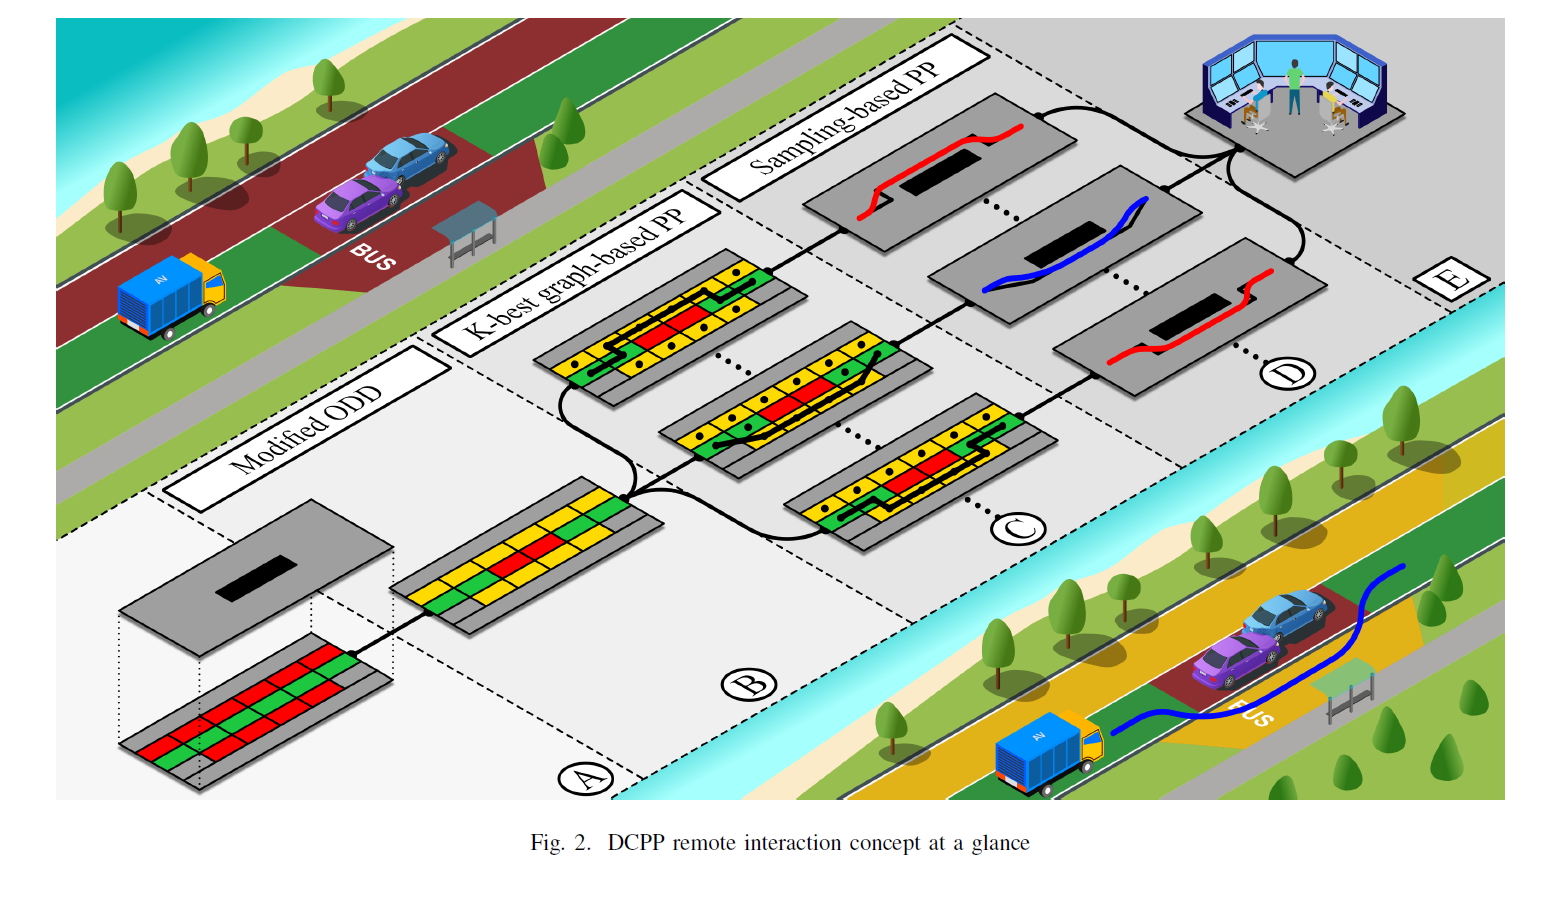 Sampling-based PP
K-best graph-based PP
Modified ODD
AV
BUS
E
D
C
B
A
AV
BUS
Fig. 2. DCPP remote interaction concept at a glance